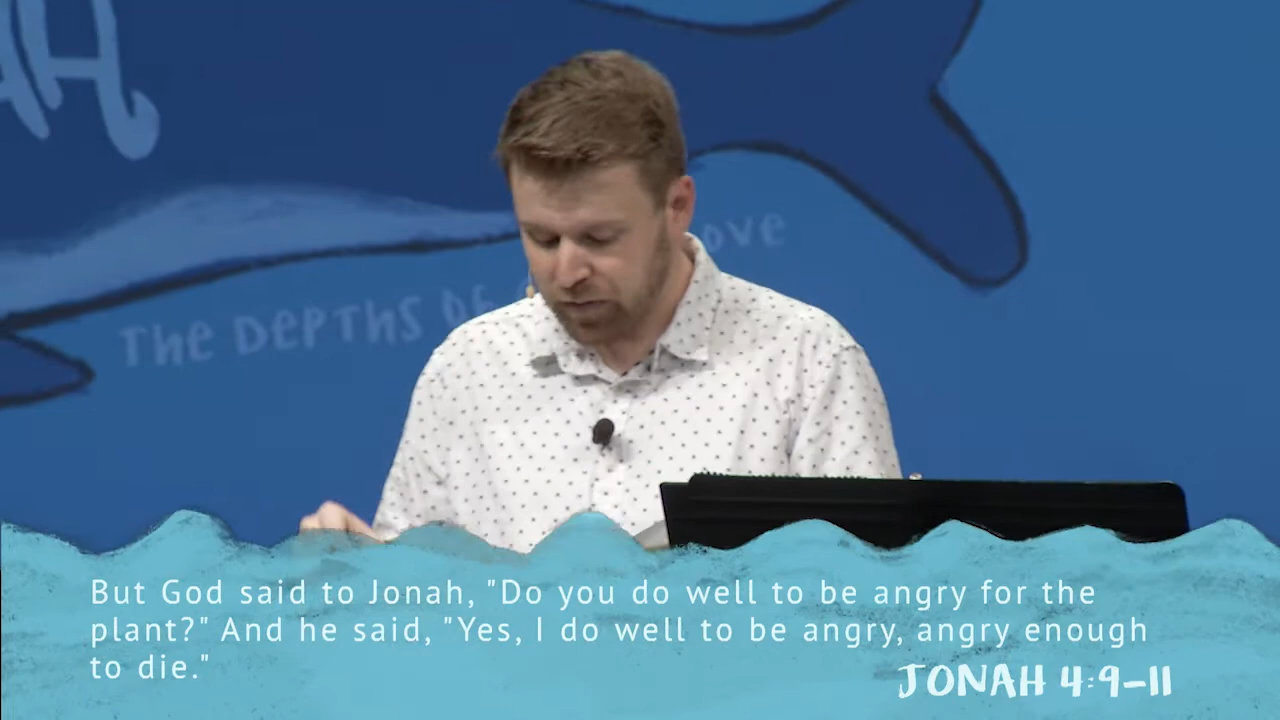 AH
THE DEPTHS OF OVE
But God said to Jonah, "Do you do well to be angry for the
plant?" And he said, "Yes, I do well to be angry, angry enough
to die."
JONAH 4:9-11